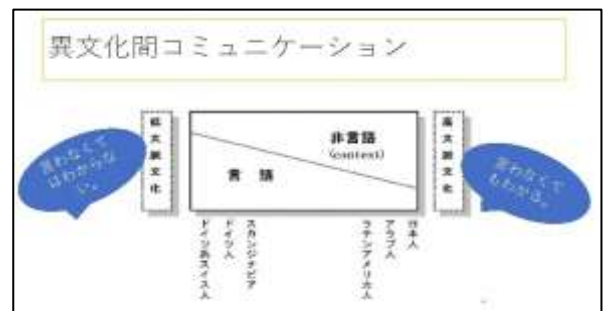 異文化間コミュニケーション
低文脈文化
言わなくて
はわからな
い。
言語
非言語
(context)
高文脈文化
言わなくて
もわかる。
ドイツ系スイス人
ドイツ人
スカンジナビア
ラテンアメリカ人
アラブ人
日本人